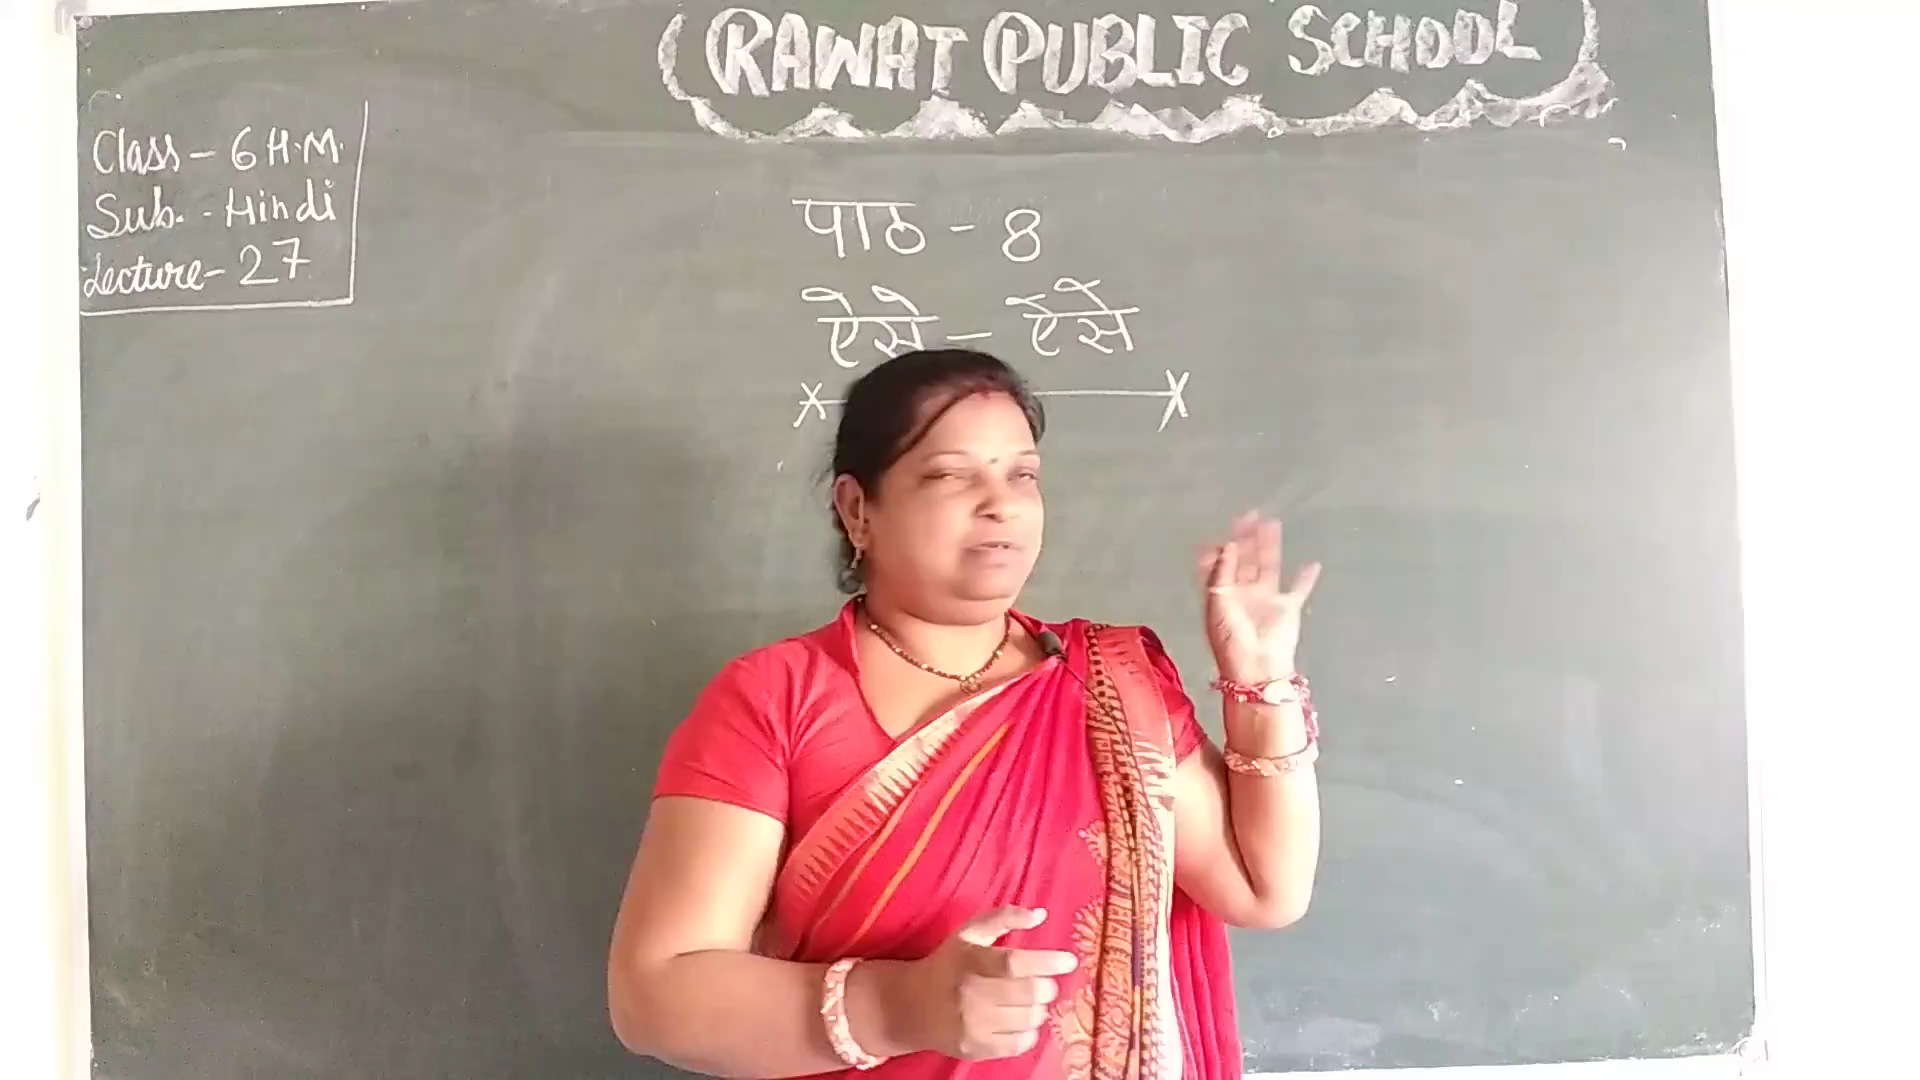 RAWAT PUBLIC SCHOOL
Class - 6 H.M.
Sub. - Hindi
Lecture - 27
पाठ - 8
ऐसे - ऐसे